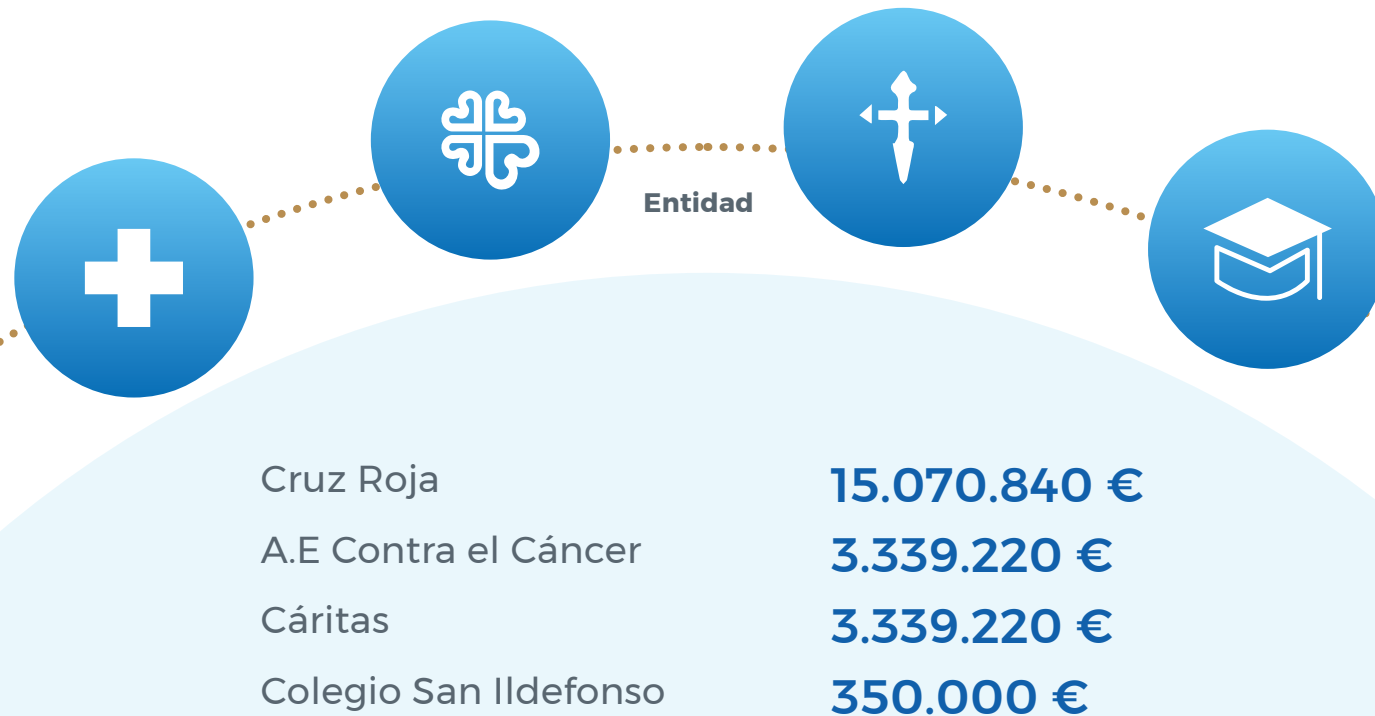 Entidad
Cruz Roja 15.070.840 €
A.E Contra el Cáncer 3.339.220 €
Cáritas 3.339.220 €
Colegio San Ildefonso 350.000 €